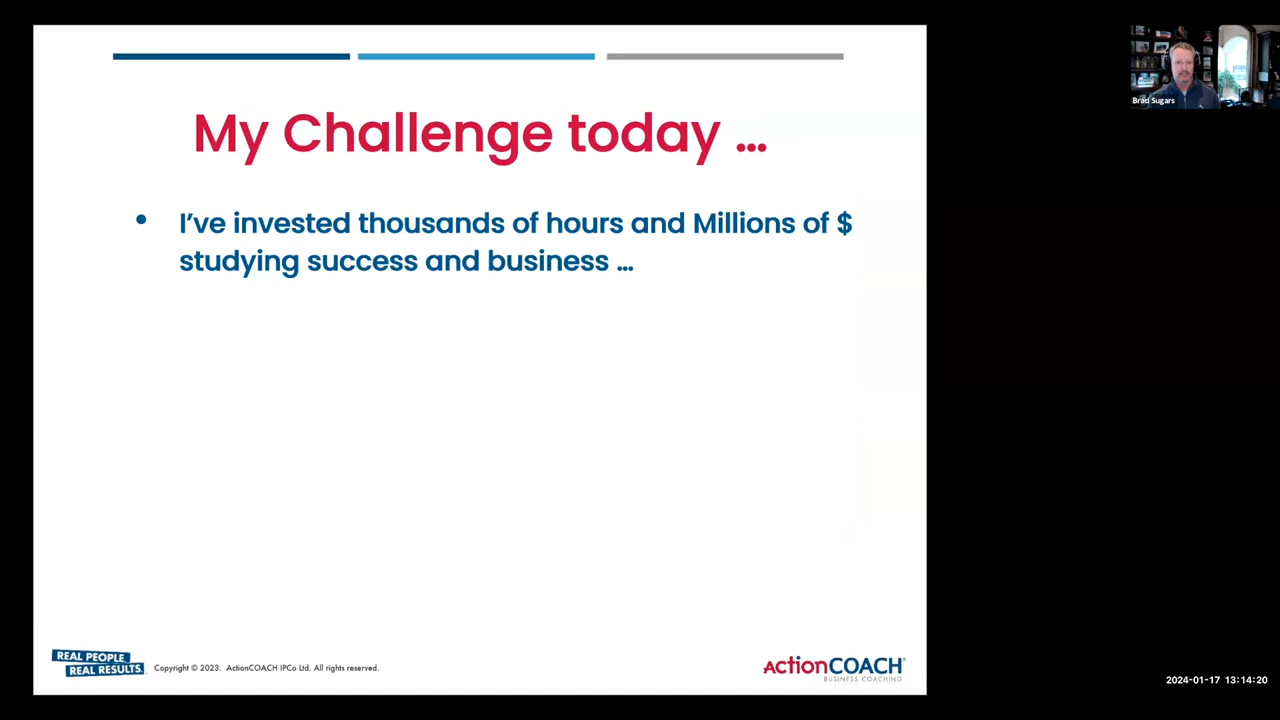 My Challenge today ...
• I've invested thousands of hours and Millions of $
studying success and business ...
Brad Sugars
REAL PEOPLE.
REAL RESULTS.
Copyright © 2023. ActionCOACH IPCo Ltd. All rights reserved.
actionCOACH®
BUSINESS COACHING
2024-01-17 13:14:20